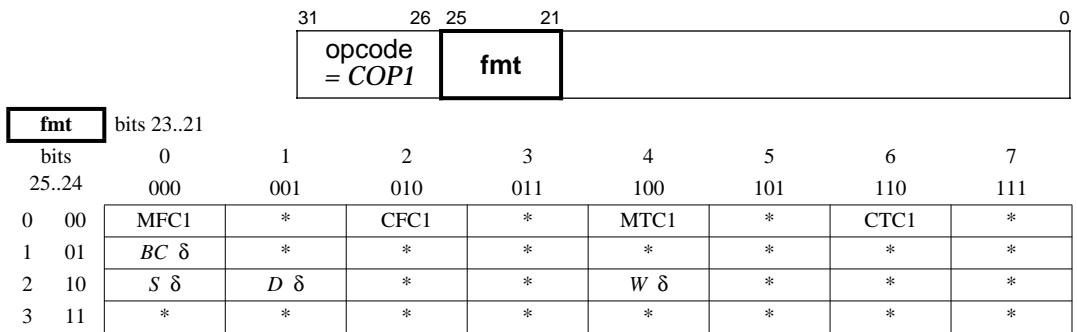 31 26 25 21 0
opcode
= COP1 fmt
fmt bits 23..21
bits 0 1 2 3 4 5 6 7
25..24 000 001 010 011 100 101 110 111
0 00 MFC1 * CFC1 * MTC1 * CTC1 *
1 01 BC δ * * * * * * *
2 10 S δ D δ * * W δ * * *
3 11 * * * * * * * *